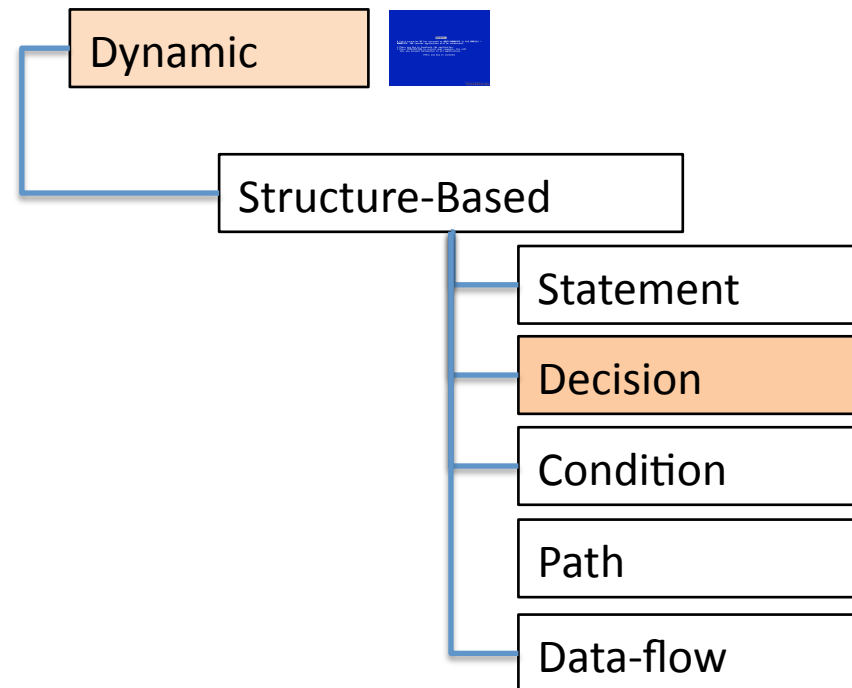 Dynamic
Structure-Based
Statement
Decision
Condition
Path
Data-flow